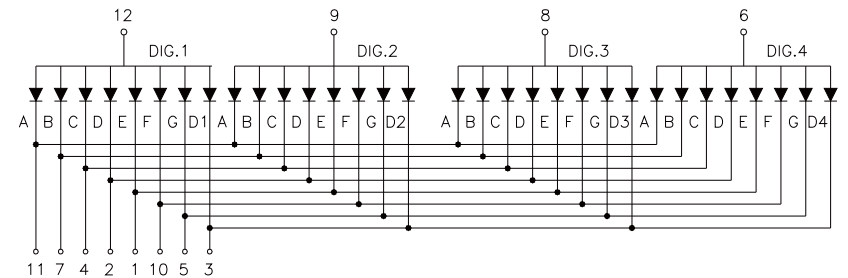 12 9 8 6
DIG.1 DIG.2 DIG.3 DIG.4
A B C D E F G D1 A B C D E F G D2 A B C D E F G D3 A B C D E F G D4
11 7 4 2 1 10 5 3